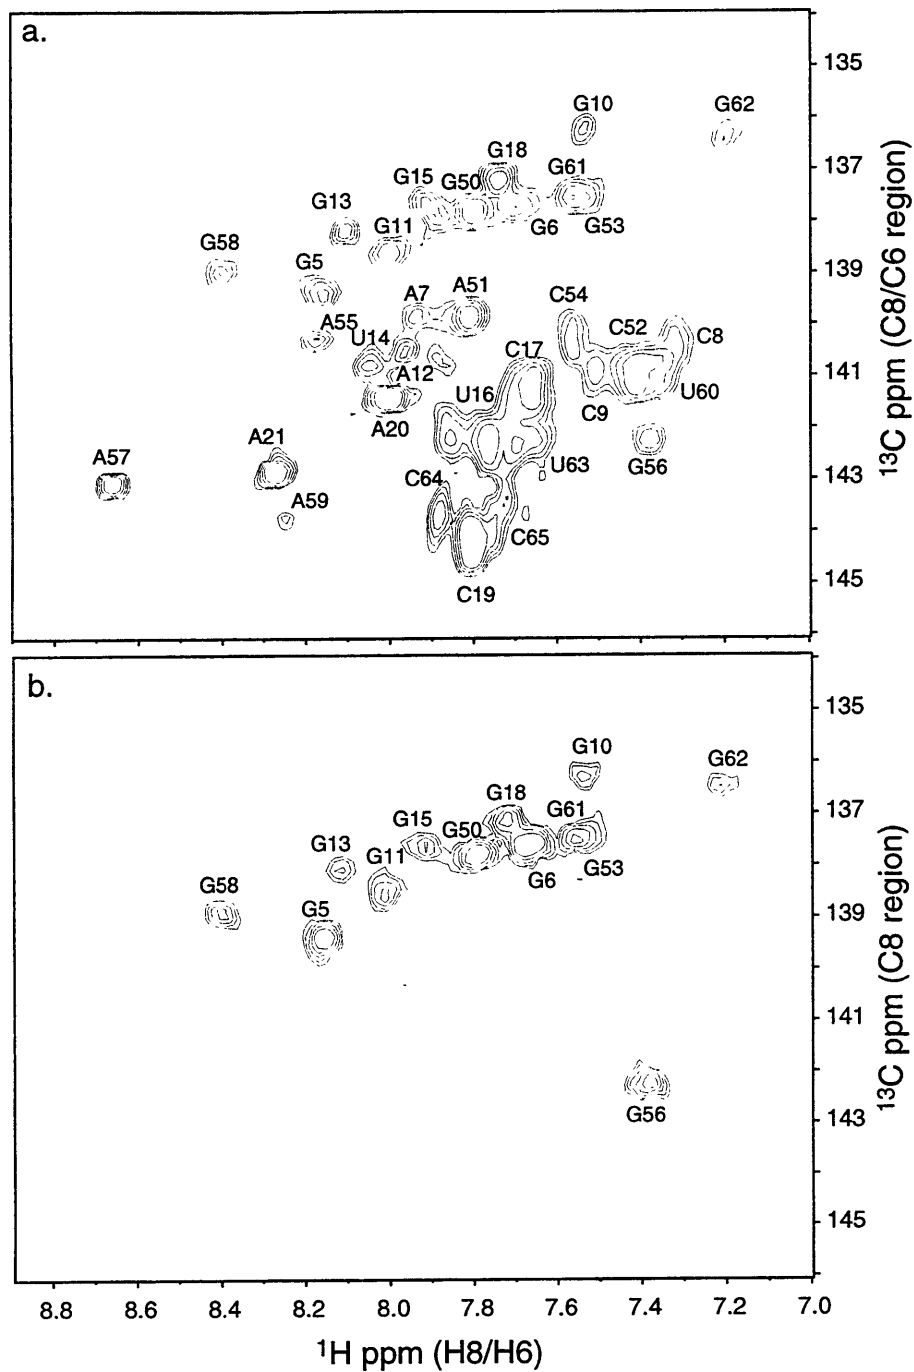 a.
135
G10
G62
G18
137
G15
G50
G61
G13
G11
G6
G53
G58
G5
139
A7
A51
C54
A55
U14
C17
C52
C8
141
A12
U16
C9
U60
A20
A21
G56
A57
C64
U63
143
A59
C65
C19
145
13C ppm (C8/C6 region)
b.
135
G10
G62
G18
137
G15
G50
G61
G13
G11
G6
G53
G58
G5
139
141
G56
143
145
13C ppm (C8 region)
8.8 8.6 8.4 8.2 8.0 7.8 7.6 7.4 7.2 7.0
1H ppm (H8/H6)